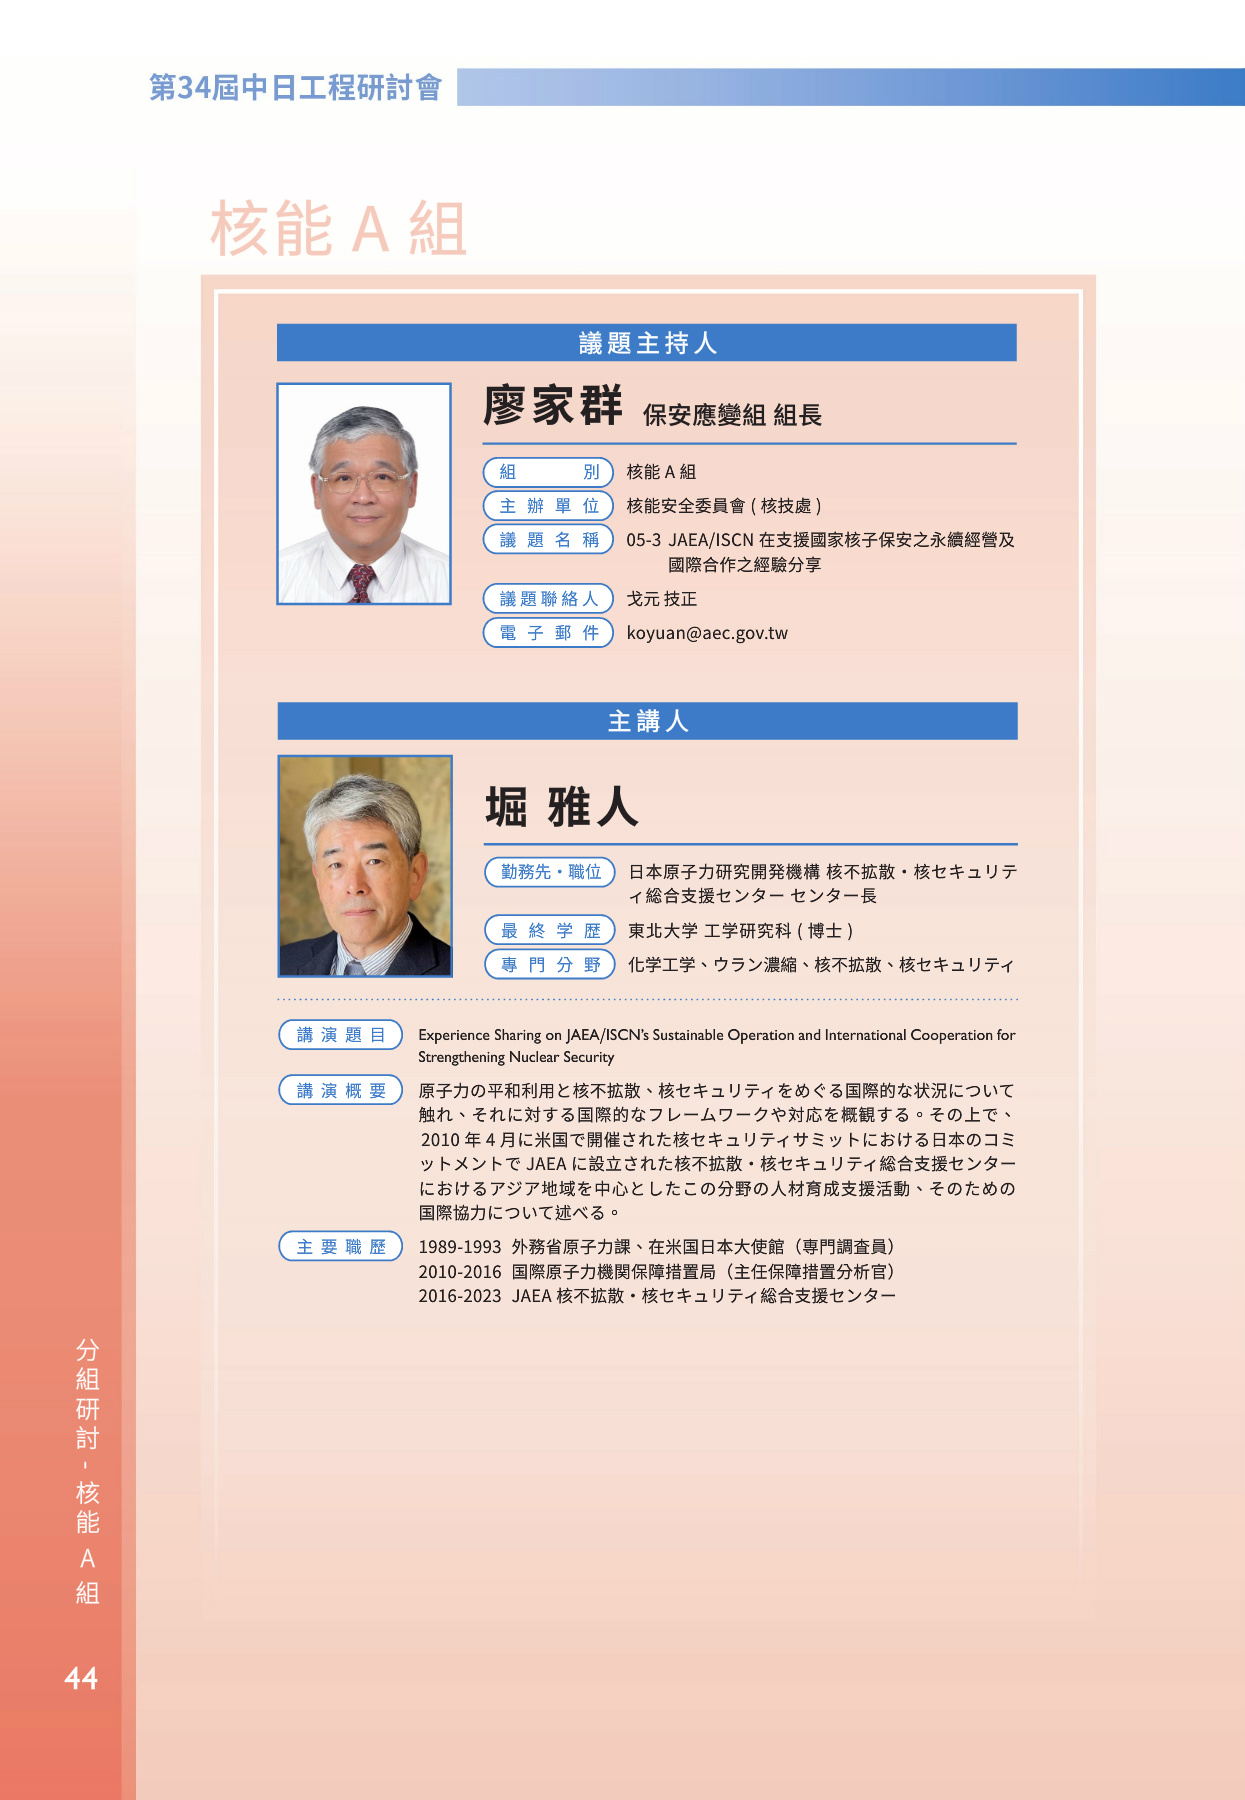 第34屆中日工程研討會
核能 A 組
議題主持人
廖家群 保安應變組 組長
組別 核能 A 組
主辦單位 核能安全委員會 ( 核技處 )
議題名稱 05-3 JAEA/ISCN 在支援國家核子保安之永續經營及
國際合作之經驗分享
議題聯絡人 戈元 技正
電子郵件 koyuan@aec.gov.tw
主講人
堀 雅人
勤務先・職位 日本原子力研究開発機構 核不拡散・核セキュリテ
ィ総合支援センター センター長
最終学歴 東北大学 工学研究科 ( 博士 )
專門分野 化学工学、ウラン濃縮、核不拡散、核セキュリティ
講演題目 Experience Sharing on JAEA/ISCN's Sustainable Operation and International Cooperation for
Strengthening Nuclear Security
講演概要 原子力の平和利用と核不拡散、核セキュリティをめぐる国際的な状況について
触れ、それに対する国際的なフレームワークや対応を概観する。その上で、
2010 年 4 月に米国で開催された核セキュリティサミットにおける日本のコミ
ットメントで JAEA に設立された核不拡散・核セキュリティ総合支援センター
におけるアジア地域を中心としたこの分野の人材育成支援活動、そのための
国際協力について述べる。
主要職歷 1989-1993 外務省原子力課、在米国日本大使館（専門調査員）
2010-2016 国際原子力機関保障措置局（主任保障措置分析官）
2016-2023 JAEA 核不拡散・核セキュリティ総合支援センター
分組研討 - 核能 A 組
44